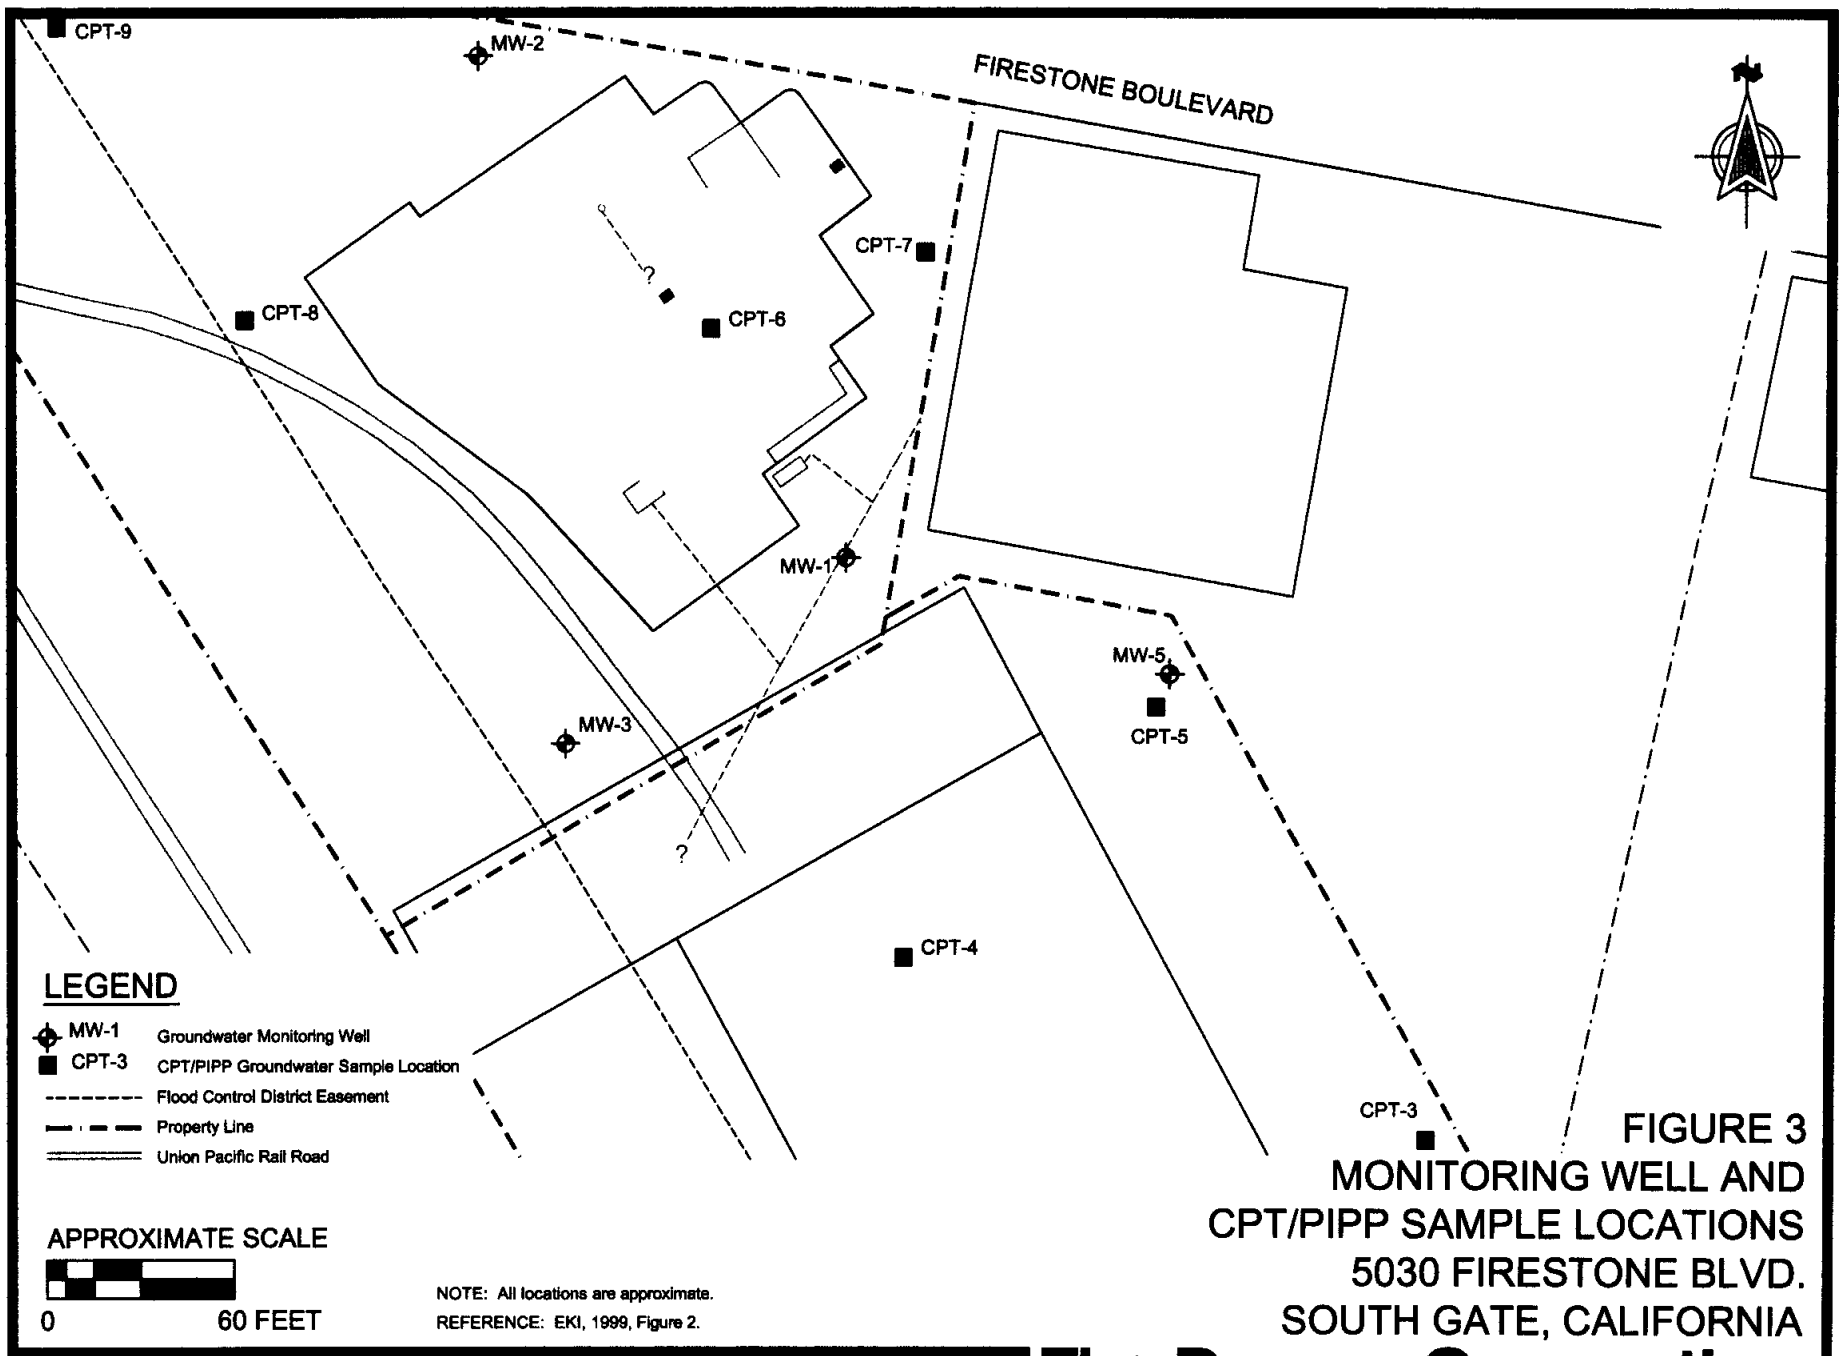 CPT-9
MW-2
FIRESTONE BOULEVARD
N
CPT-7
CPT-8
?
CPT-6
MW-1
MW-5
CPT-5
MW-3
?
CPT-4
CPT-3
LEGEND
MW-1 Groundwater Monitoring Well
CPT-3 CPT/PIPP Groundwater Sample Location
Flood Control District Easement
Property Line
Union Pacific Rail Road
APPROXIMATE SCALE
0 60 FEET
NOTE: All locations are approximate.
REFERENCE: EKI, 1999, Figure 2.
FIGURE 3
MONITORING WELL AND
CPT/PIPP SAMPLE LOCATIONS
5030 FIRESTONE BLVD.
SOUTH GATE, CALIFORNIA